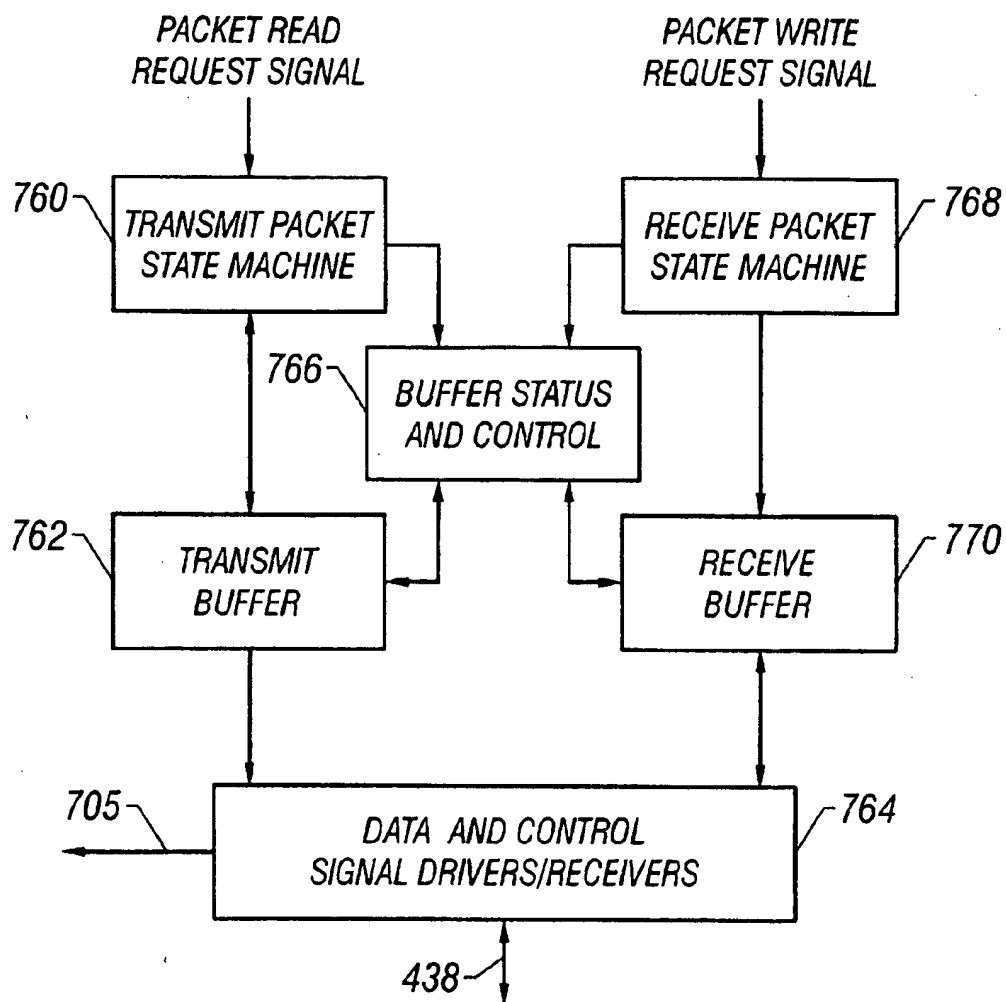 PACKET READ
REQUEST SIGNAL
PACKET WRITE
REQUEST SIGNAL
760
TRANSMIT PACKET
STATE MACHINE
RECEIVE PACKET
STATE MACHINE
768
766
BUFFER STATUS
AND CONTROL
762
TRANSMIT
BUFFER
RECEIVE
BUFFER
770
705
DATA AND CONTROL
SIGNAL DRIVERS/RECEIVERS
764
438